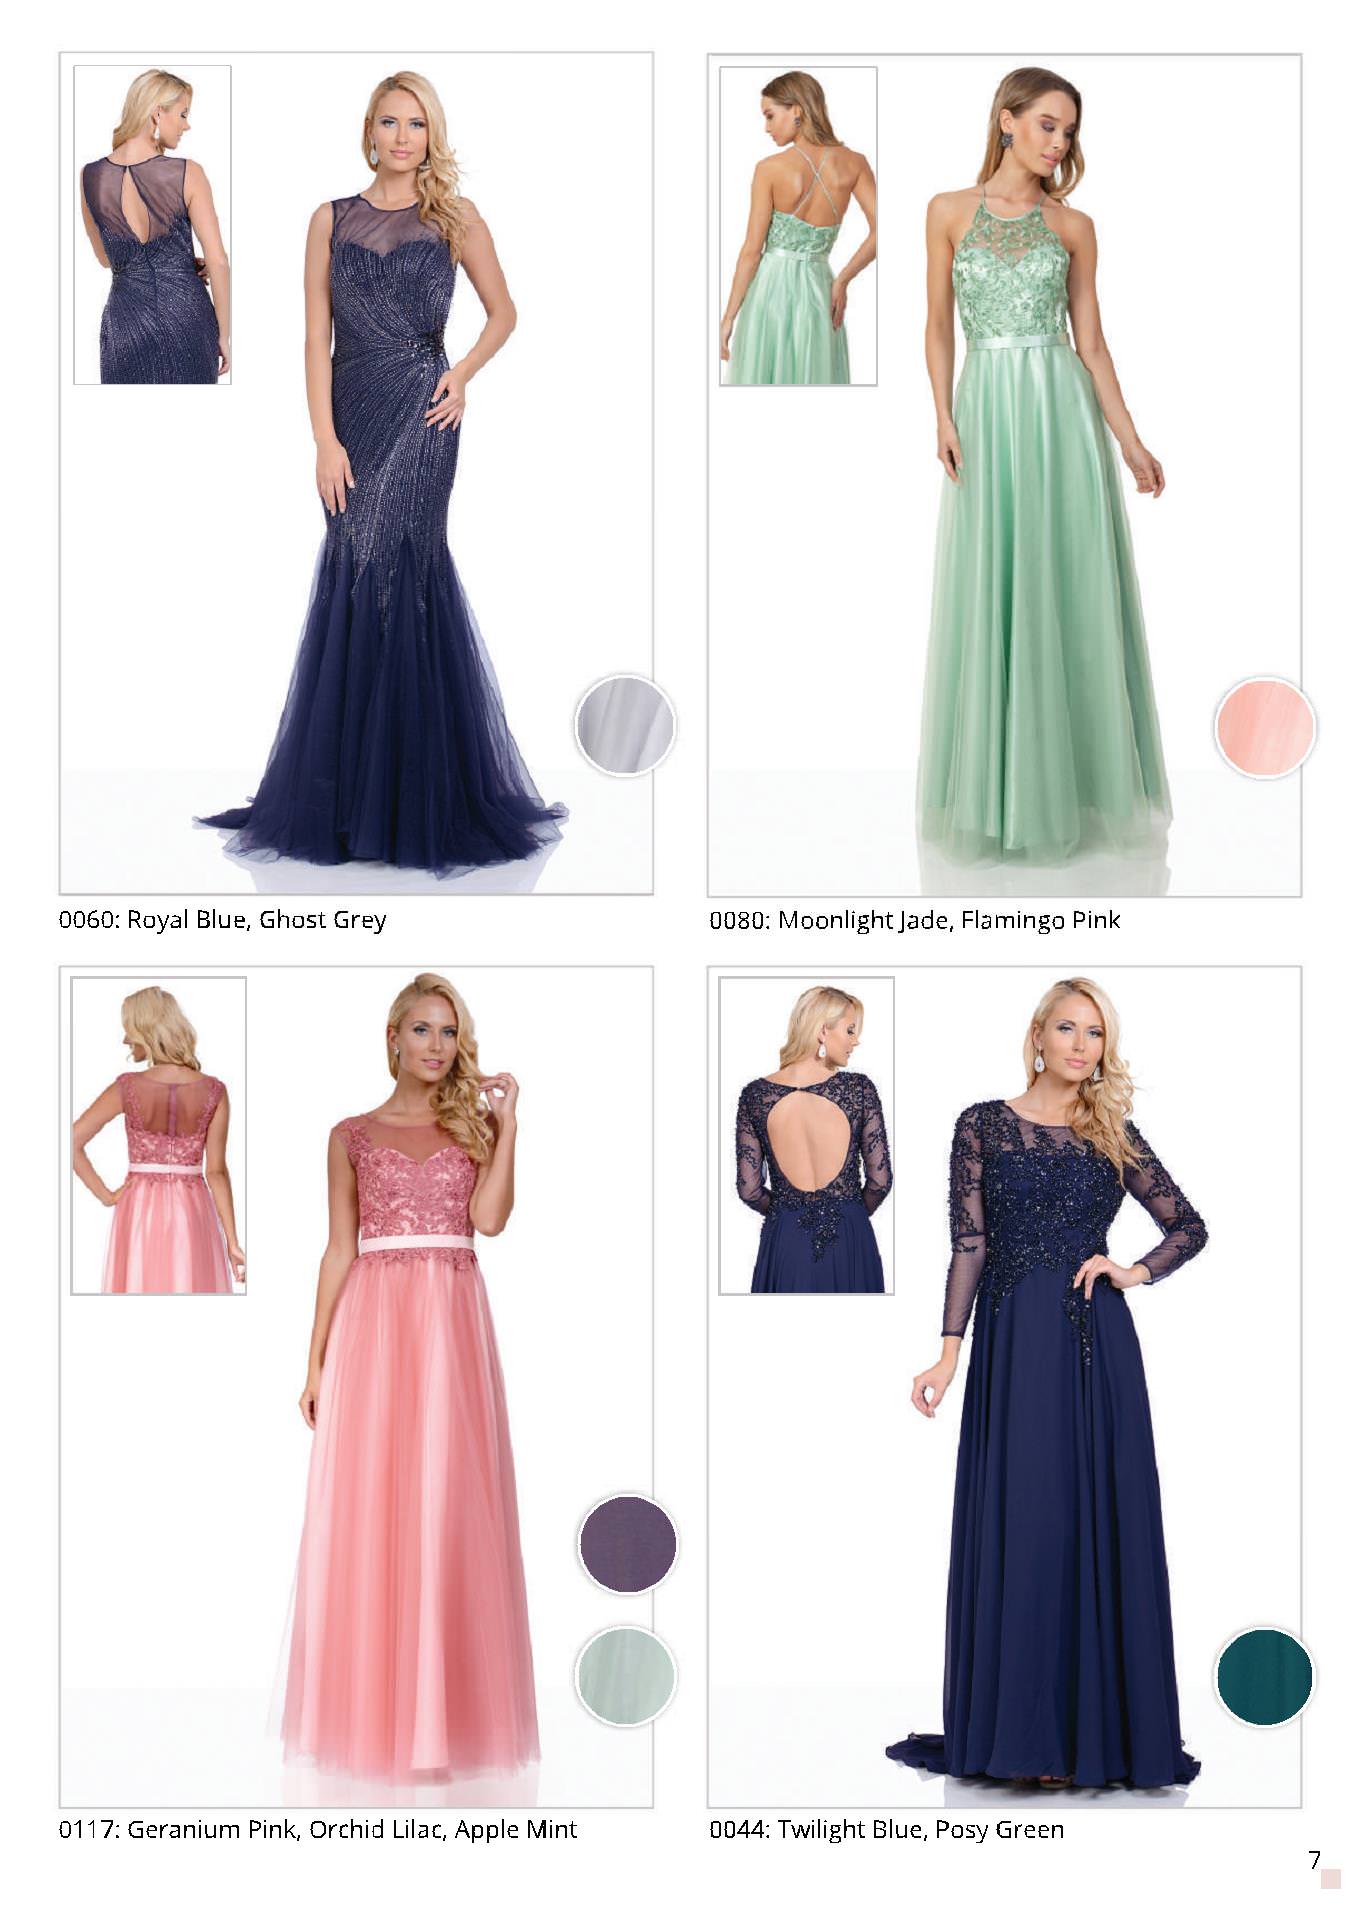 0060: Royal Blue, Ghost Grey
0080: Moonlight Jade, Flamingo Pink
0117: Geranium Pink, Orchid Lilac, Apple Mint
0044: Twilight Blue, Posy Green
7